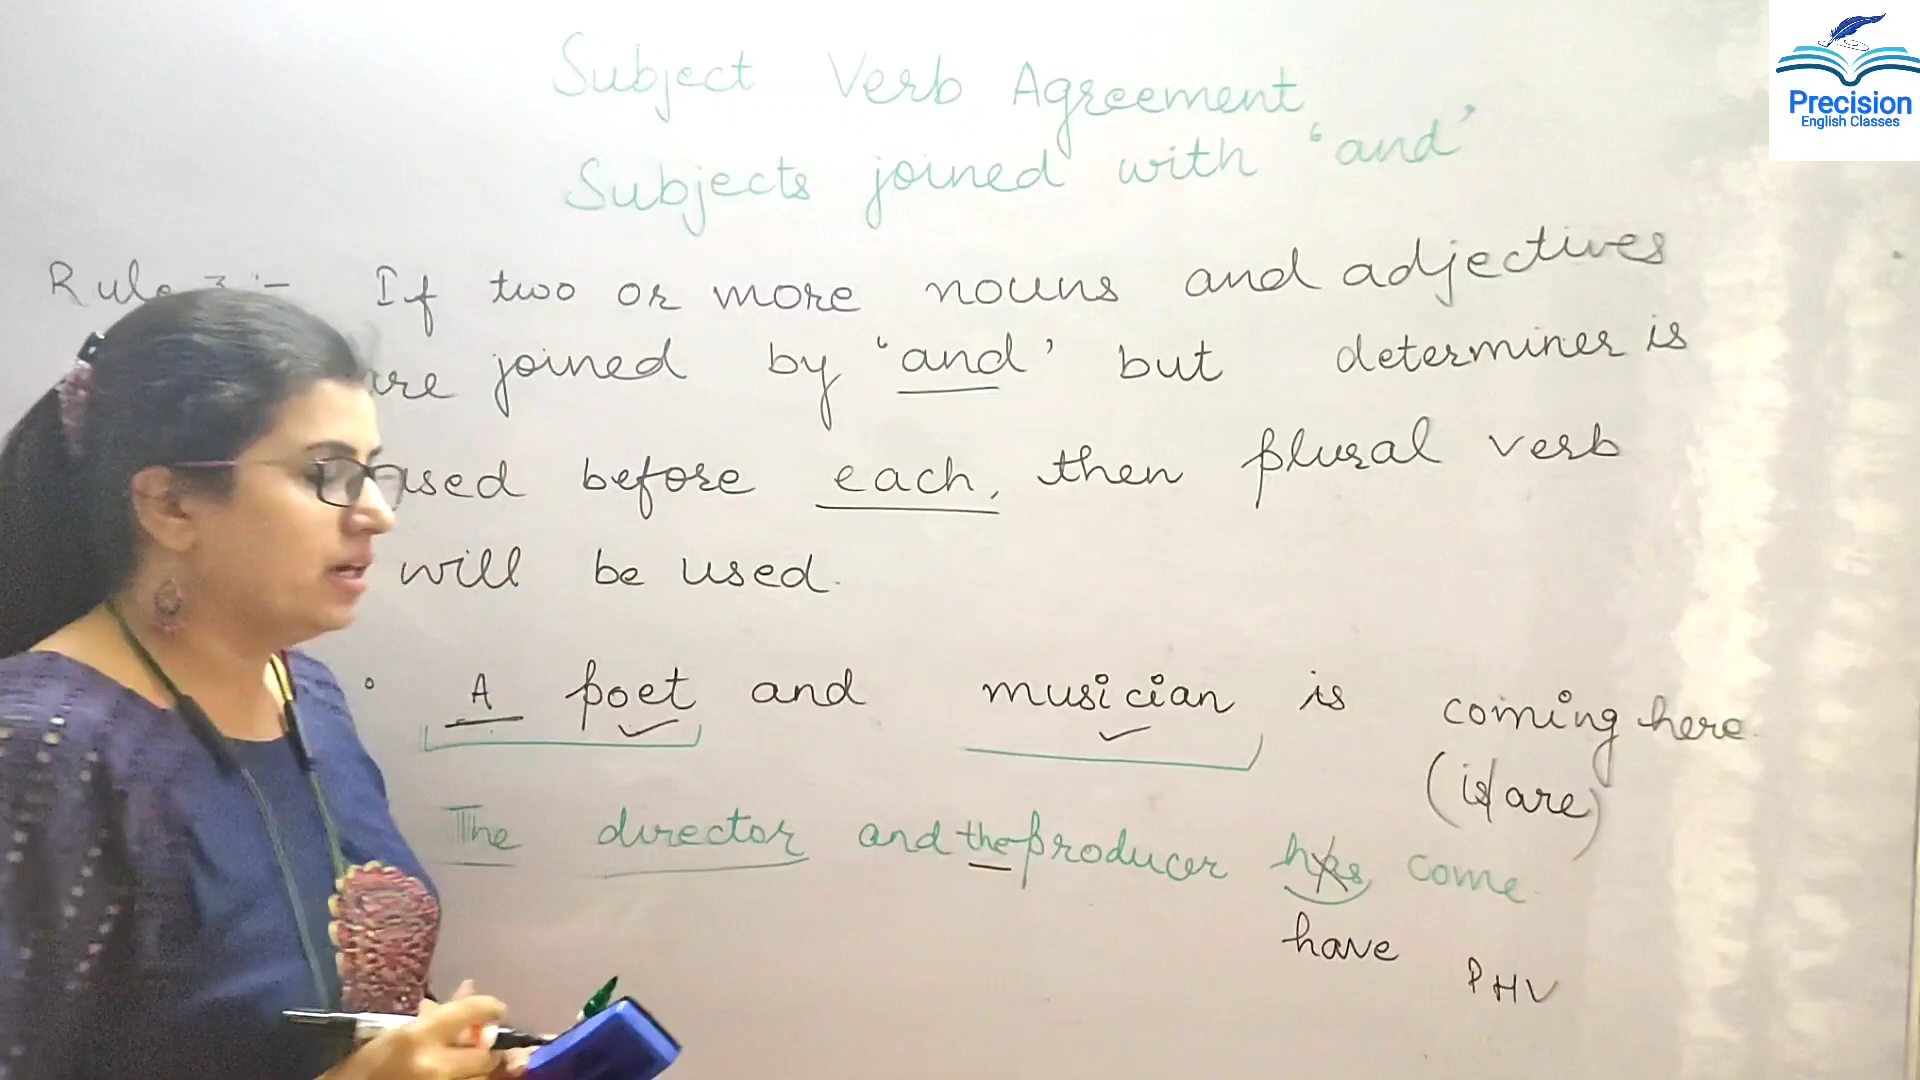 Subject Verb Agreement
Subjects joined with 'and'
Rule 3 :- If two or more nouns and adjectives
are joined by 'and' but determiner is
used before each, then plural verb
will be used.
A poet and musician is coming here.
(is/are)
The director and the producer has come.
have
PHV
Precision
English Classes